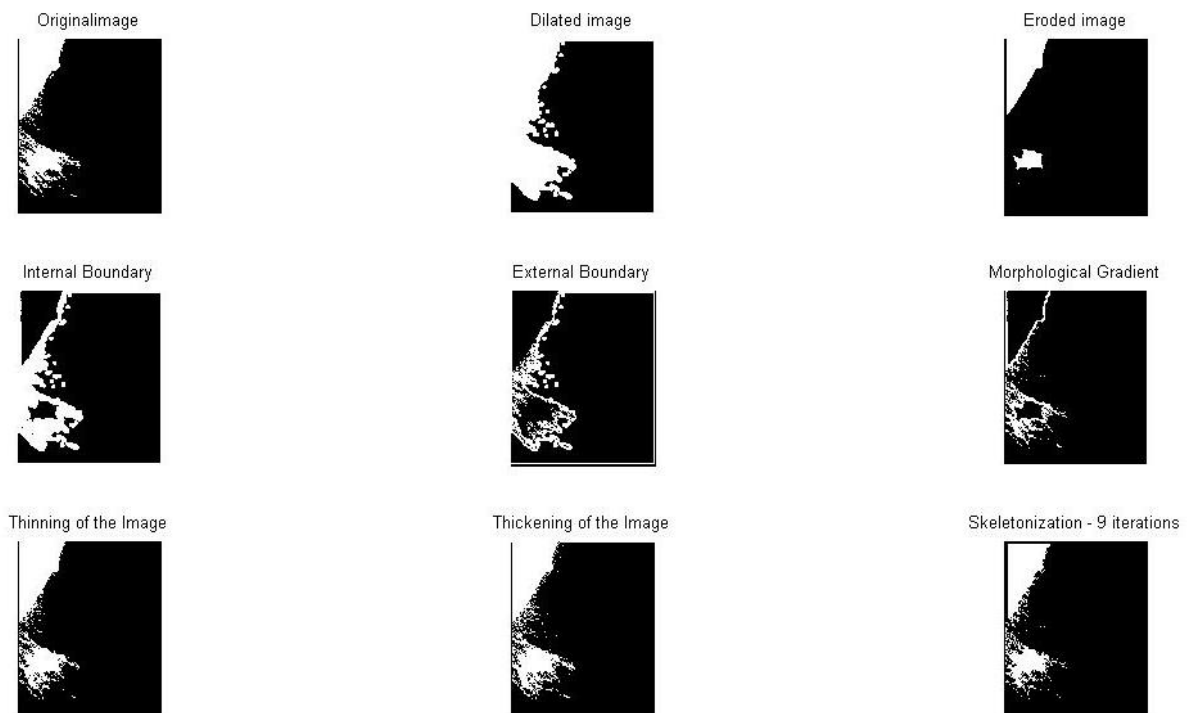 Originalimage
Dilated image
Eroded image
Internal Boundary
External Boundary
Morphological Gradient
Thinning of the Image
Thickening of the Image
Skeletonization - 9 iterations